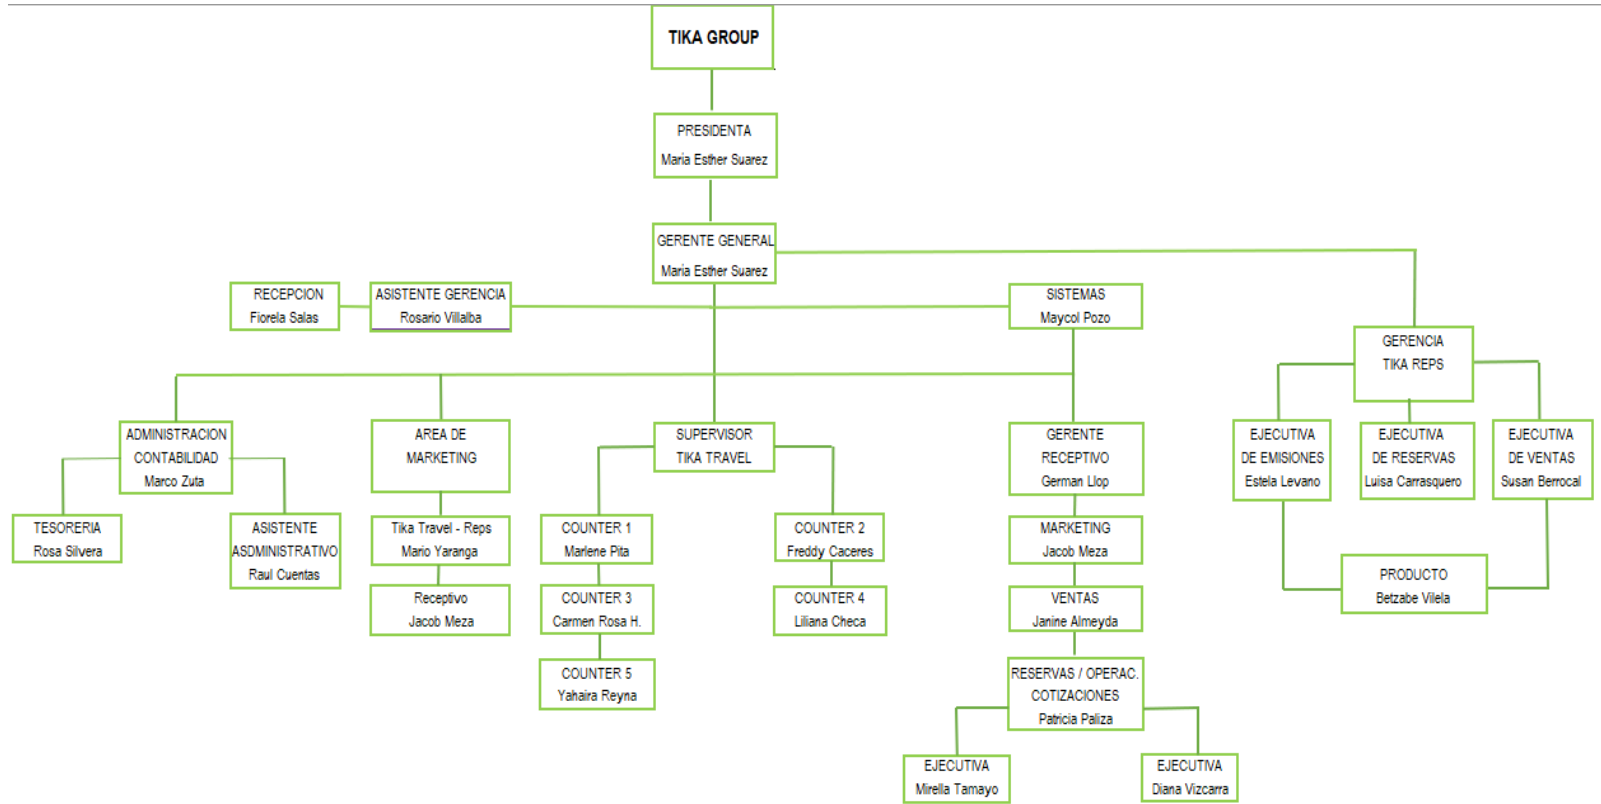 TIKA GROUP
PRESIDENTA
Maria Esther Suarez
GERENTE GENERAL
Maria Esther Suarez
RECEPCION
Fiorela Salas
ASISTENTE GERENCIA
Rosario Villalba
SISTEMAS
Maycol Pozo
GERENCIA
TIKA REPS
ADMINISTRACION
CONTABILIDAD
Marco Zuta
AREA DE
MARKETING
SUPERVISOR
TIKA TRAVEL
GERENTE
RECEPTIVO
German Llop
EJECUTIVA
DE EMISIONES
Estela Levano
EJECUTIVA
DE RESERVAS
Luisa Carrasquero
EJECUTIVA
DE VENTAS
Susan Berrocal
TESORERIA
Rosa Silvera
ASISTENTE
ASDMINISTRATIVO
Raul Cuentas
Tika Travel - Reps
Mario Yaranga
COUNTER 1
Marlene Pita
COUNTER 2
Freddy Caceres
MARKETING
Jacob Meza
PRODUCTO
Betzabe Vilela
Receptivo
Jacob Meza
COUNTER 3
Carmen Rosa H.
COUNTER 4
Liliana Checa
VENTAS
Janine Almeyda
COUNTER 5
Yahaira Reyna
RESERVAS / OPERAC.
COTIZACIONES
Patricia Paliza
EJECUTIVA
Mirella Tamayo
EJECUTIVA
Diana Vizcarra